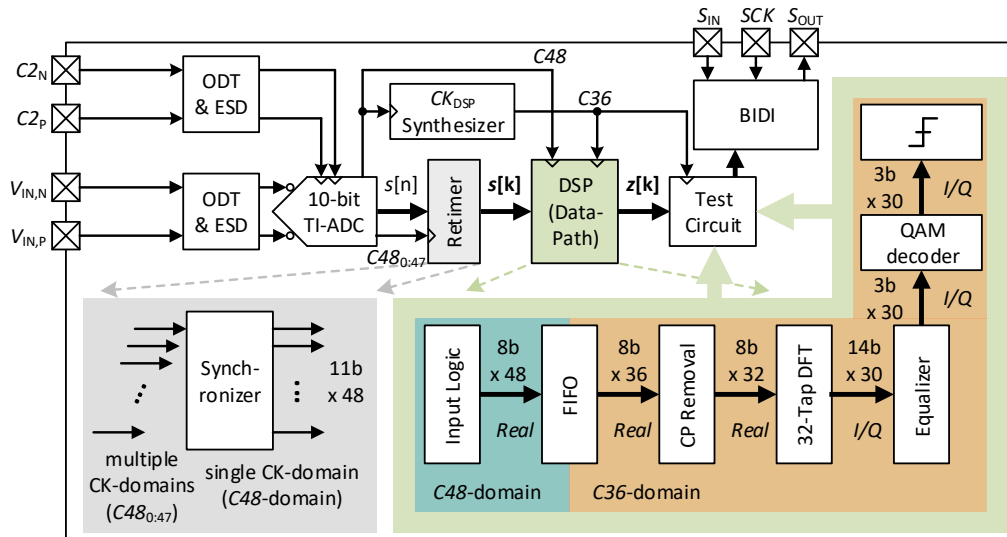 S_IN SCK S_OUT
C2_N
C2_P
ODT
& ESD
C48
CK_DSP
Synthesizer
C36
BIDI
V_IN,N
V_IN,P
ODT
& ESD
10-bit
TI-ADC
s[n]
C48_0:47
Retimer
s[k]
DSP
(Data-
Path)
z[k]
Test
Circuit
3b
x 30
I/Q
QAM
decoder
3b
x 30
I/Q
Synch-
ronizer
11b
x 48
multiple
CK-domains
(C48_0:47)
single CK-domain
(C48-domain)
Input Logic
8b
x 48
Real
FIFO
8b
x 36
Real
CP Removal
8b
x 32
Real
32-Tap DFT
14b
x 30
I/Q
Equalizer
C48-domain
C36-domain